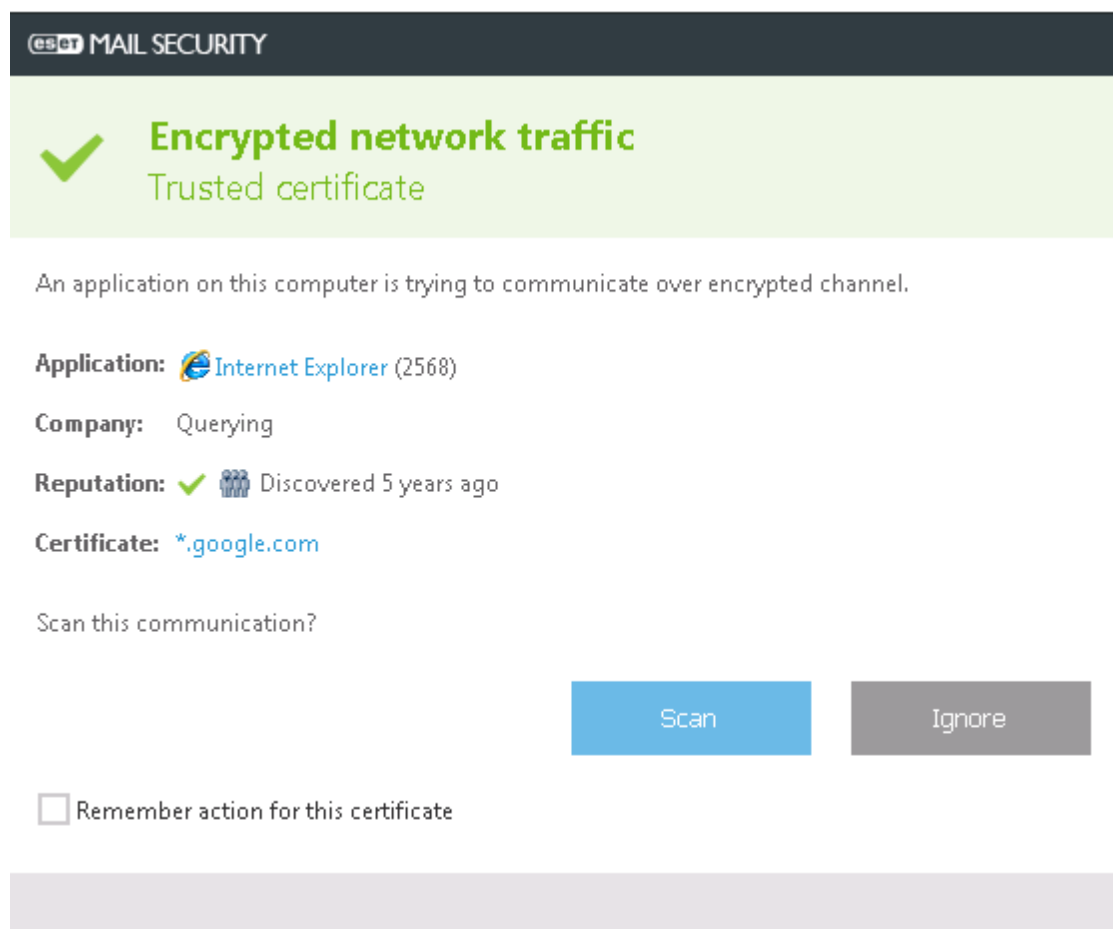 eset MAIL SECURITY
Encrypted network traffic
Trusted certificate
An application on this computer is trying to communicate over encrypted channel.
Application: Internet Explorer (2568)
Company: Querying
Reputation: Discovered 5 years ago
Certificate: *.google.com
Scan this communication?
Scan Ignore
Remember action for this certificate